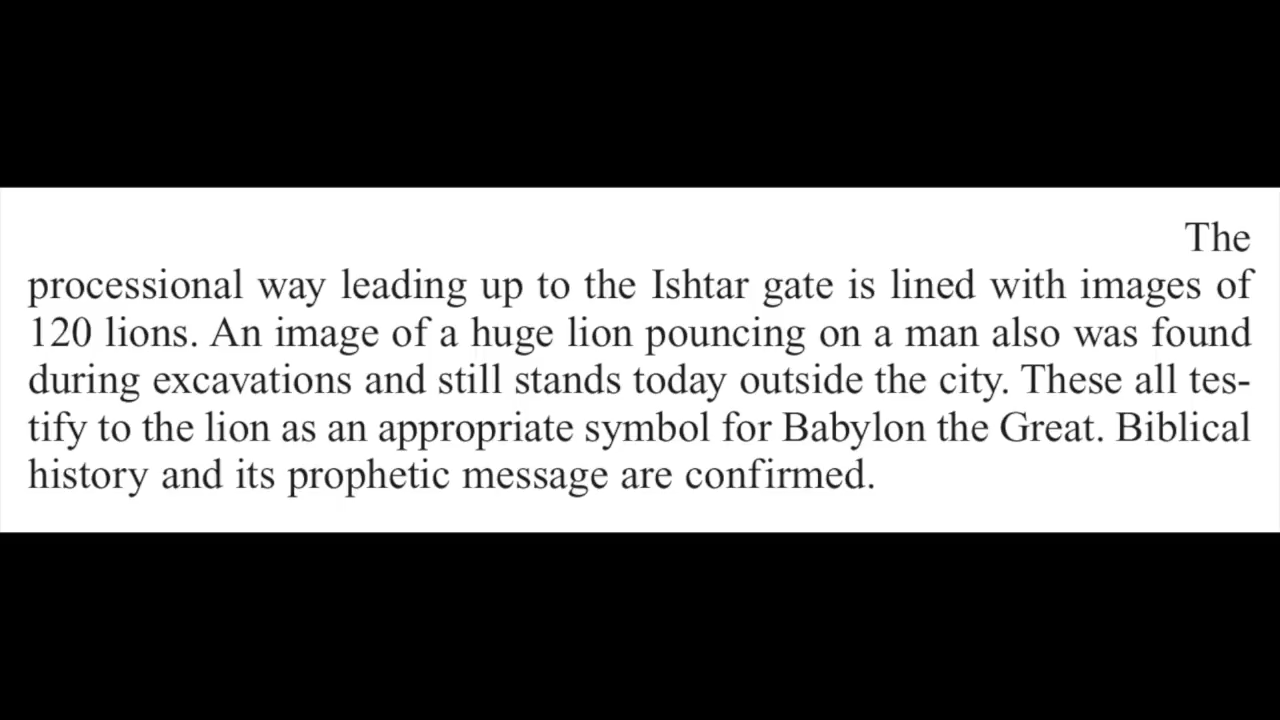 The
processional way leading up to the Ishtar gate is lined with images of
120 lions. An image of a huge lion pouncing on a man also was found
during excavations and still stands today outside the city. These all tes-
tify to the lion as an appropriate symbol for Babylon the Great. Biblical
history and its prophetic message are confirmed.